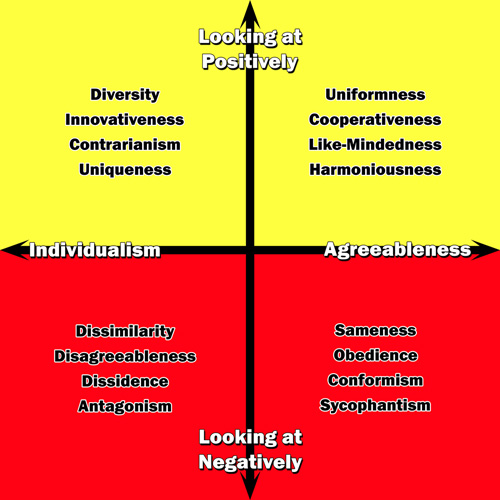 Looking at
Positively
Diversity
Innovativeness
Contrarianism
Uniqueness
Uniformness
Cooperativeness
Like-Mindedness
Harmoniousness
Individualism
Agreeableness
Dissimilarity
Disagreeableness
Dissidence
Antagonism
Sameness
Obedience
Conformism
Sycophantism
Looking at
Negatively